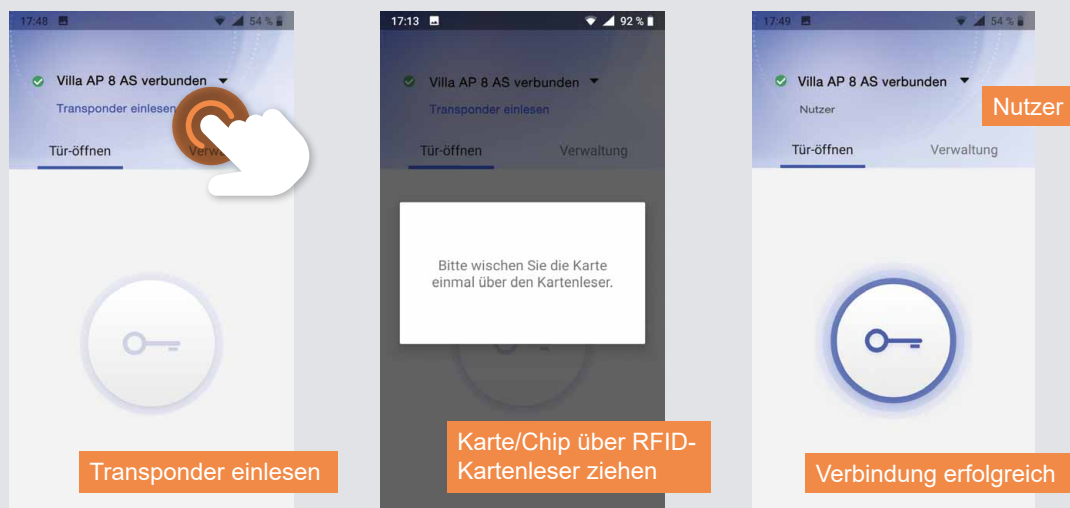 17:48
54 %
Villa AP 8 AS verbunden
Transponder einlesen
Tür-öffnen
Transponder einlesen
17:13
92 %
Villa AP 8 AS verbunden
Transponder einlesen
Tür-öffnen
Verwaltung
Bitte wischen Sie die Karte
einmal über den Kartenleser.
Karte/Chip über RFID-
Kartenleser ziehen
17:49
54 %
Villa AP 8 AS verbunden
Nutzer
Nutzer
Tür-öffnen
Verwaltung
Verbindung erfolgreich